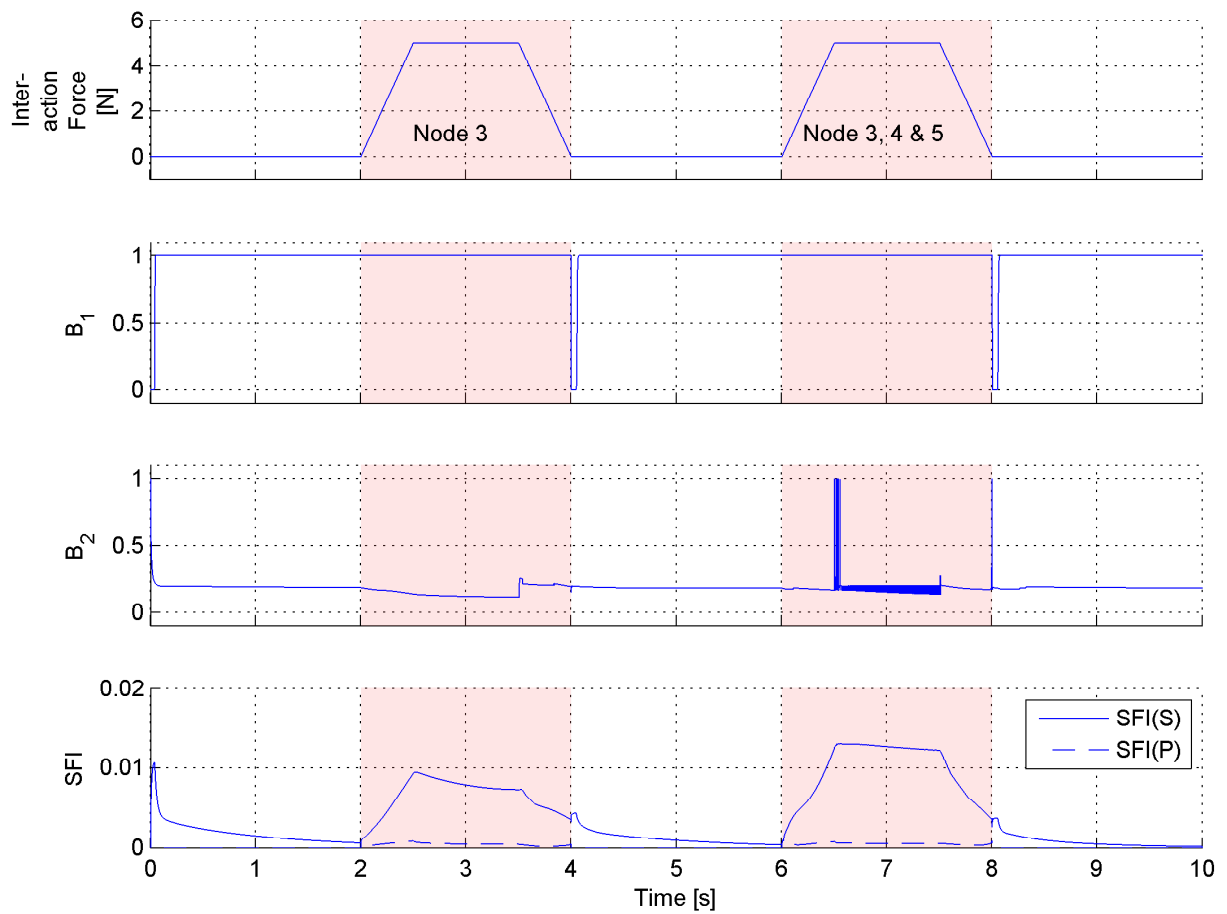 Inter-
action
Force
[N]
6
4
2
0
Node 3
Node 3, 4 & 5
B1
1
0.5
0
B2
1
0.5
0
SFI
0.02
0.01
0
SFI(S)
SFI(P)
0 1 2 3 4 5 6 7 8 9 10
Time [s]